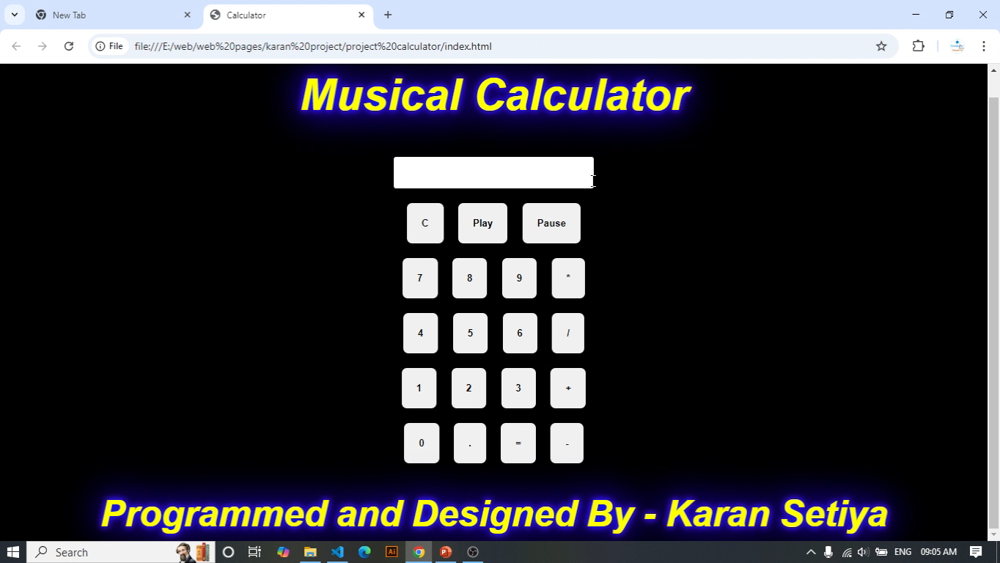 New Tab
Calculator
File
file:///E:/web/web%20pages/karan%20project/project%20calculator/index.html
Musical Calculator
C Play Pause
7 8 9 *
4 5 6 /
1 2 3 +
0 . = -
Programmed and Designed By - Karan Setiya
Search
Ai
P
ENG
09:05 AM